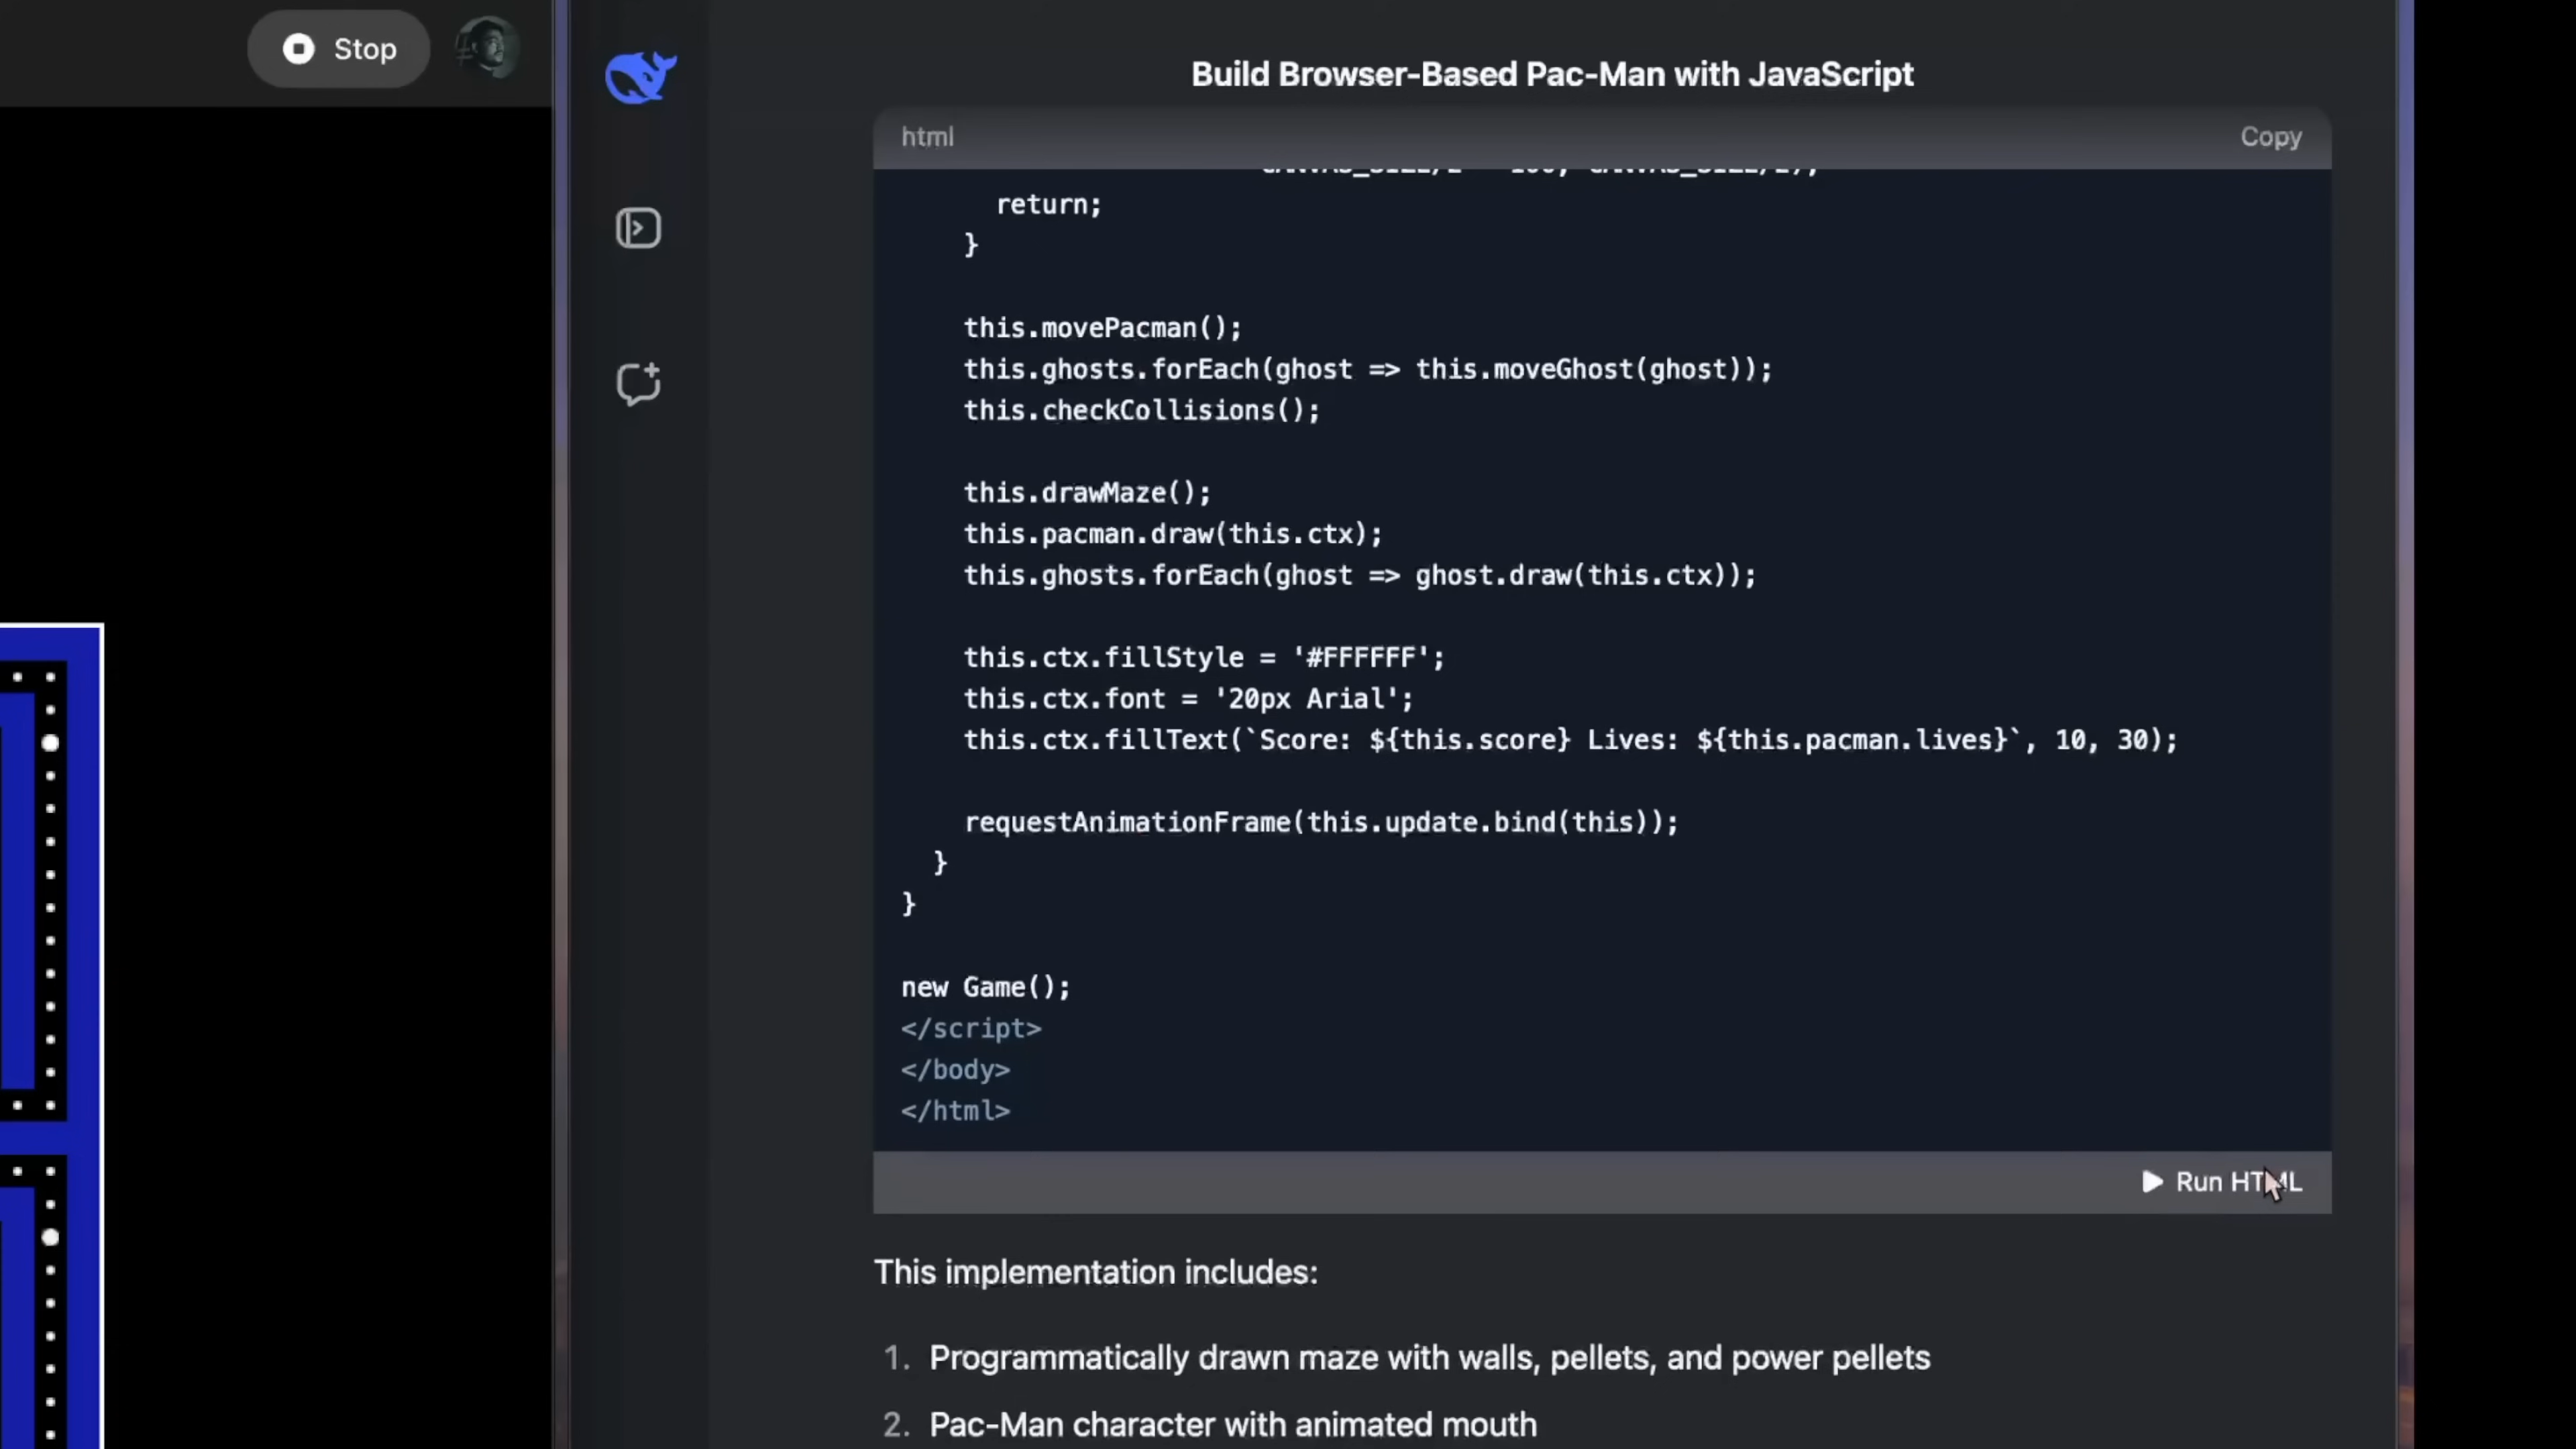 Stop
Build Browser-Based Pac-Man with JavaScript
html
Copy
return;
}
this.movePacman();
this.ghosts.forEach(ghost => this.moveGhost(ghost));
this.checkCollisions();
this.drawMaze();
this.pacman.draw(this.ctx);
this.ghosts.forEach(ghost => ghost.draw(this.ctx));
this.ctx.fillStyle = '#FFFFFF';
this.ctx.font = '20px Arial';
this.ctx.fillText(`Score: ${this.score} Lives: ${this.pacman.lives}`, 10, 30);
requestAnimationFrame(this.update.bind(this));
}
}
new Game();
</script>
</body>
</html>
Run HTML
This implementation includes:
1. Programmatically drawn maze with walls, pellets, and power pellets
2. Pac-Man character with animated mouth